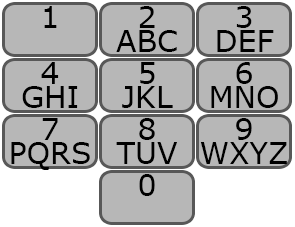 1 2 3
ABC DEF
4 5 6
GHI JKL MNO
7 8 9
PQRS TUV WXYZ
0